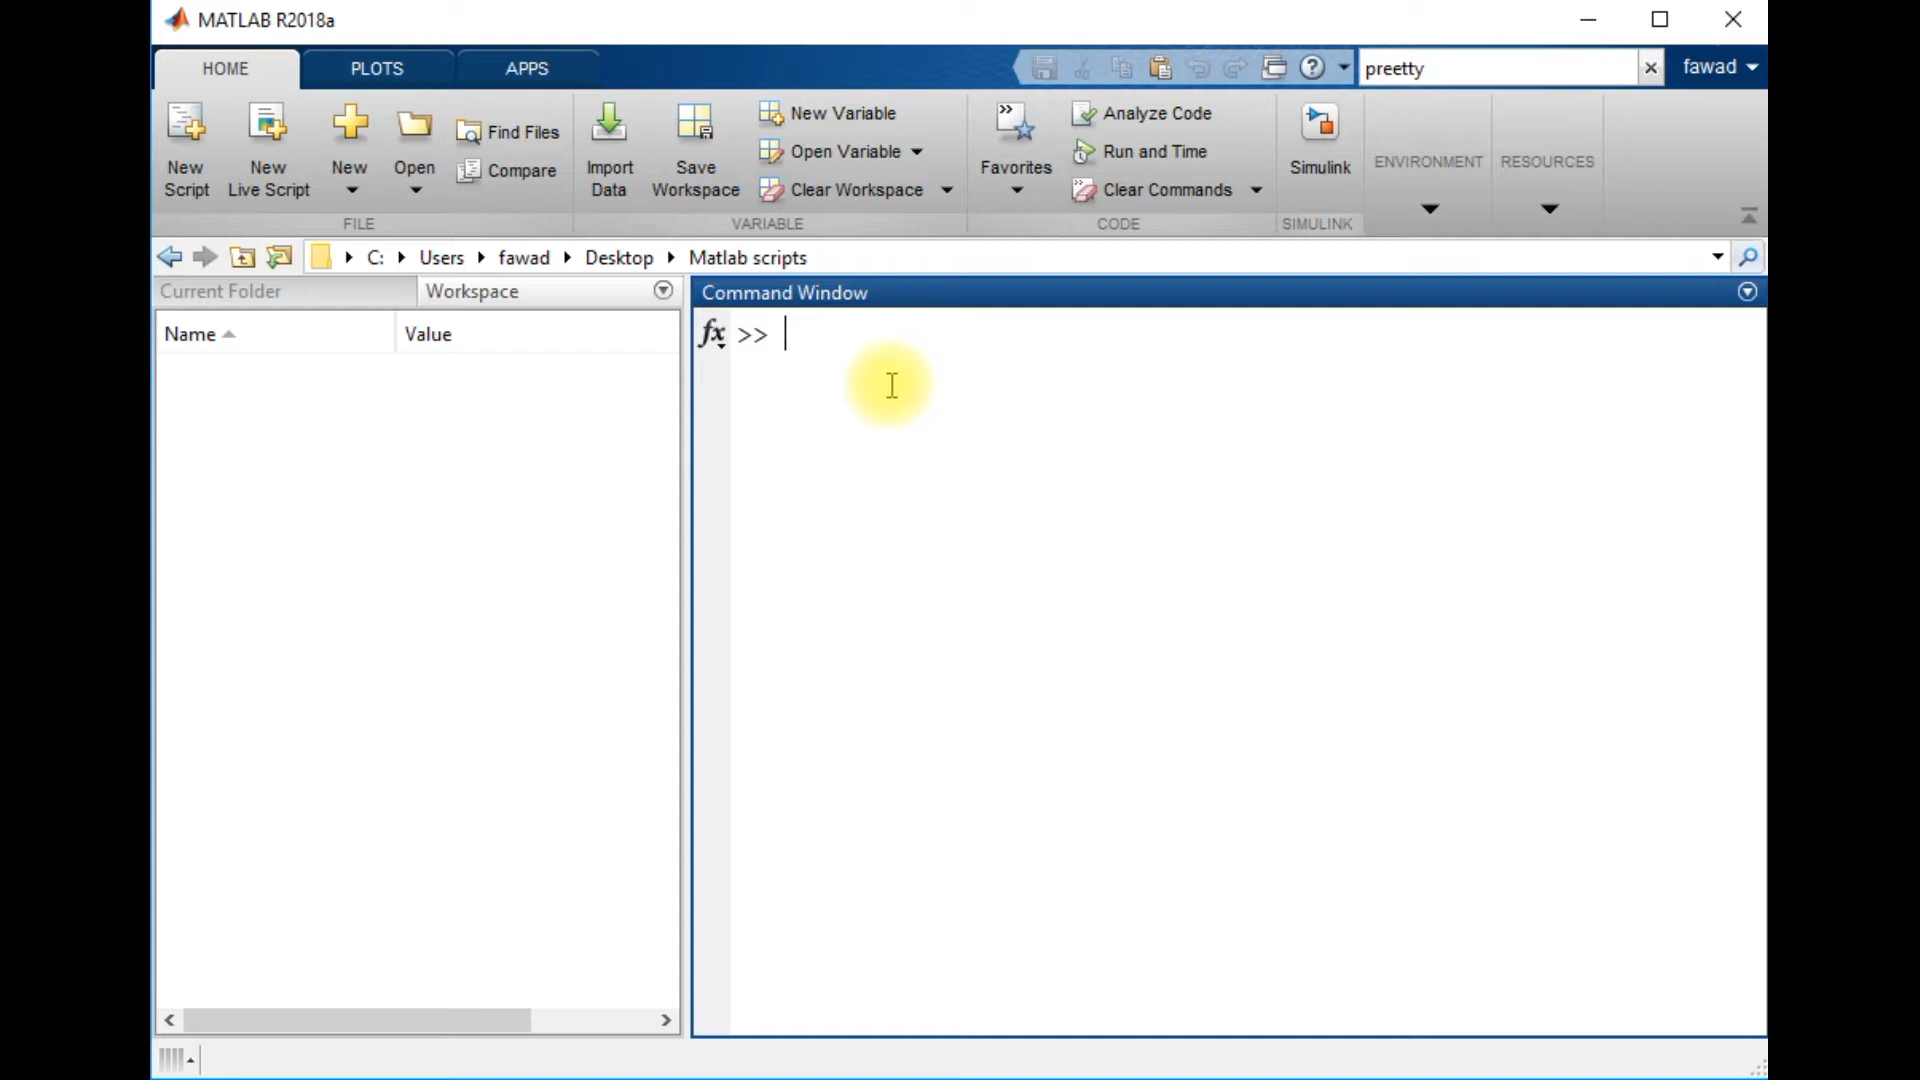 MATLAB R2018a
HOME
PLOTS
APPS
preetty
fawad
New
Script
New
Live Script
New
Open
Find Files
Compare
FILE
Import
Data
Save
Workspace
New Variable
Open Variable
Clear Workspace
VARIABLE
Favorites
Analyze Code
Run and Time
Clear Commands
CODE
Simulink
SIMULINK
ENVIRONMENT
RESOURCES
C:
Users
fawad
Desktop
Matlab scripts
Current Folder
Workspace
Name
Value
Command Window
fx >>